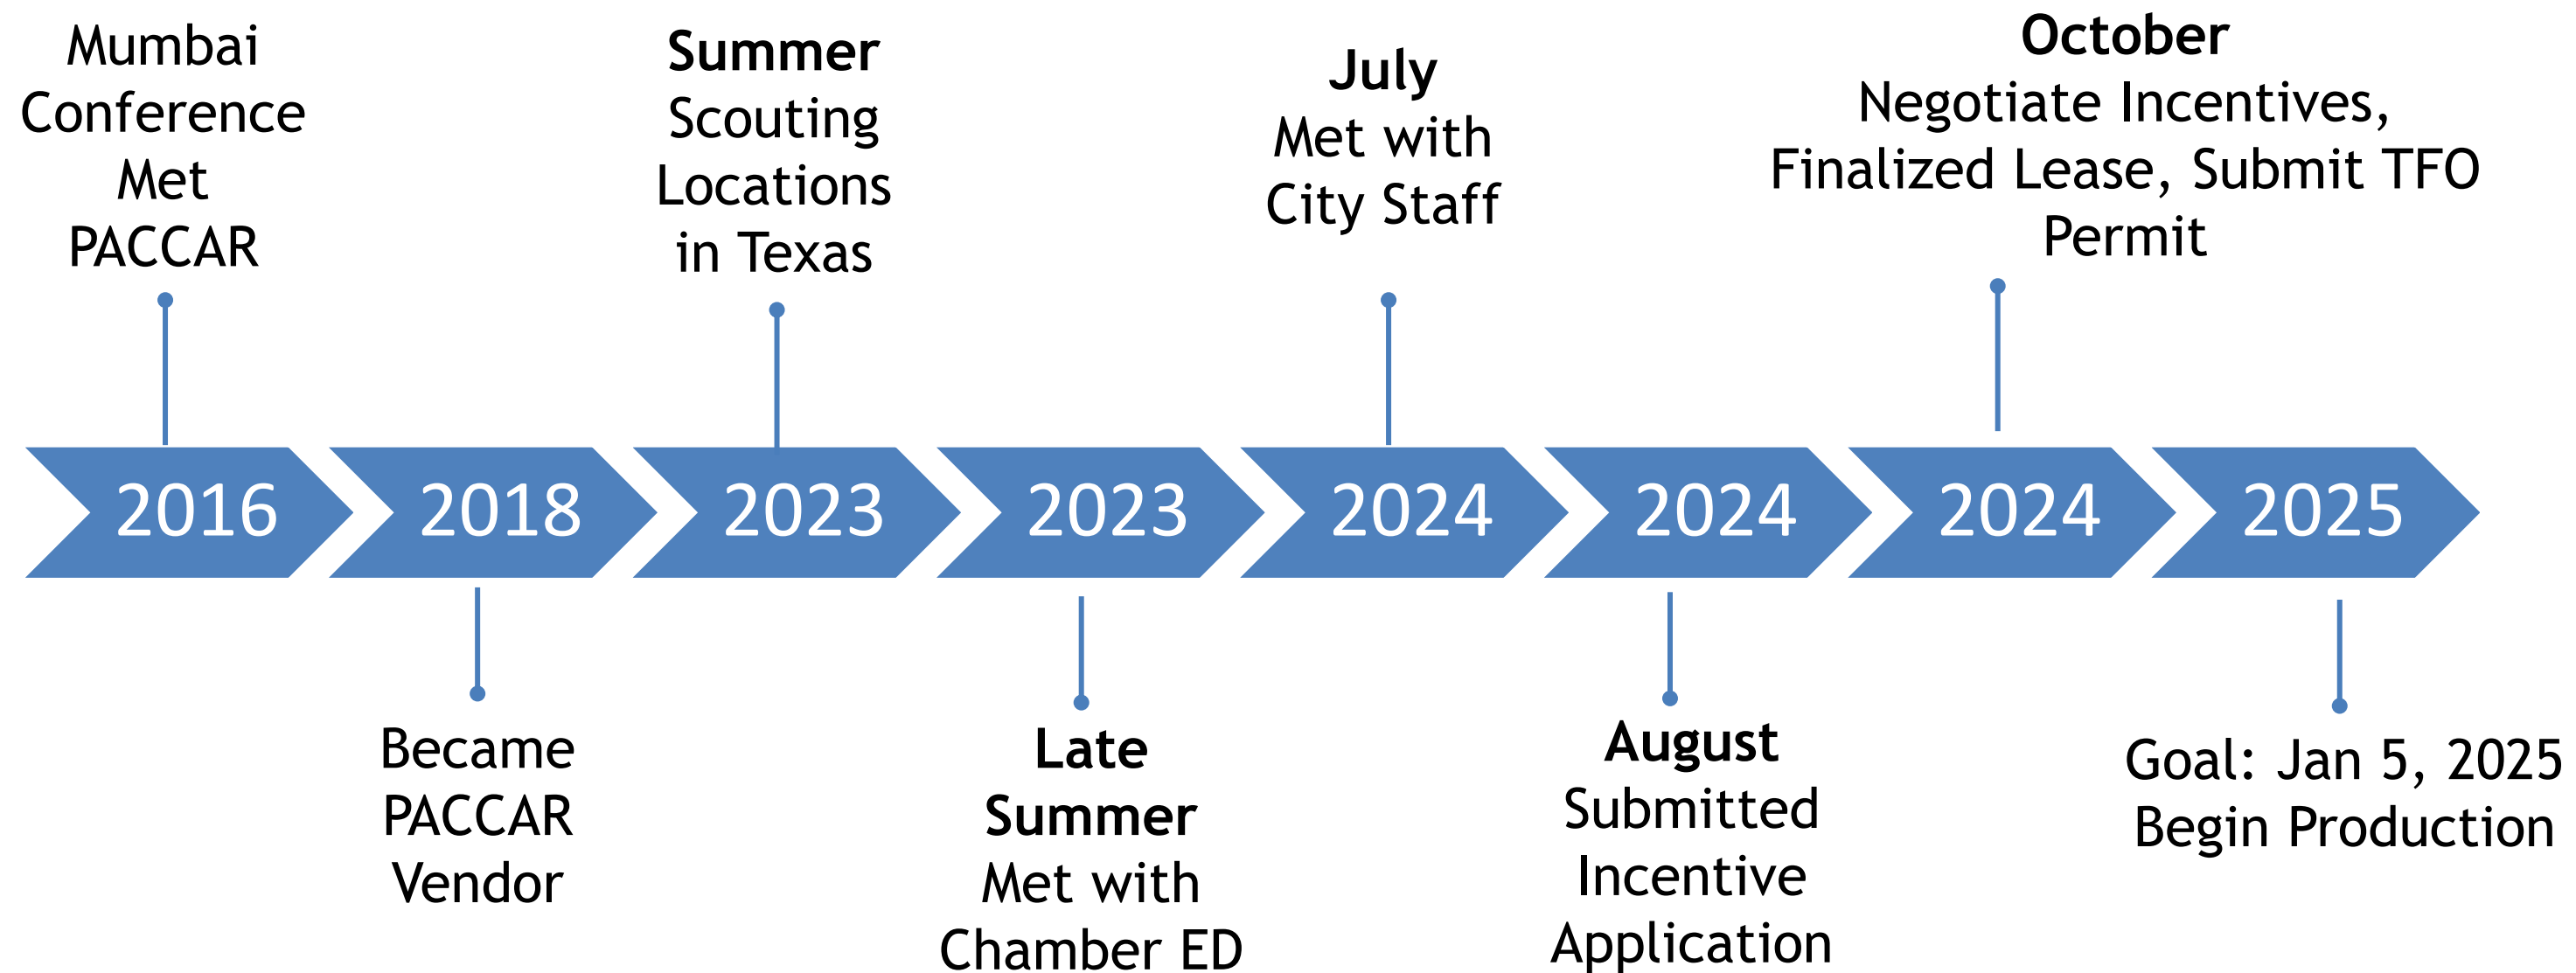 Mumbai
Conference
Met
PACCAR
Summer
Scouting
Locations
in Texas
July
Met with
City Staff
October
Negotiate Incentives,
Finalized Lease, Submit TFO
Permit
2016
2018
2023
2023
2024
2024
2024
2025
Became
PACCAR
Vendor
Late
Summer
Met with
Chamber ED
August
Submitted
Incentive
Application
Goal: Jan 5, 2025
Begin Production